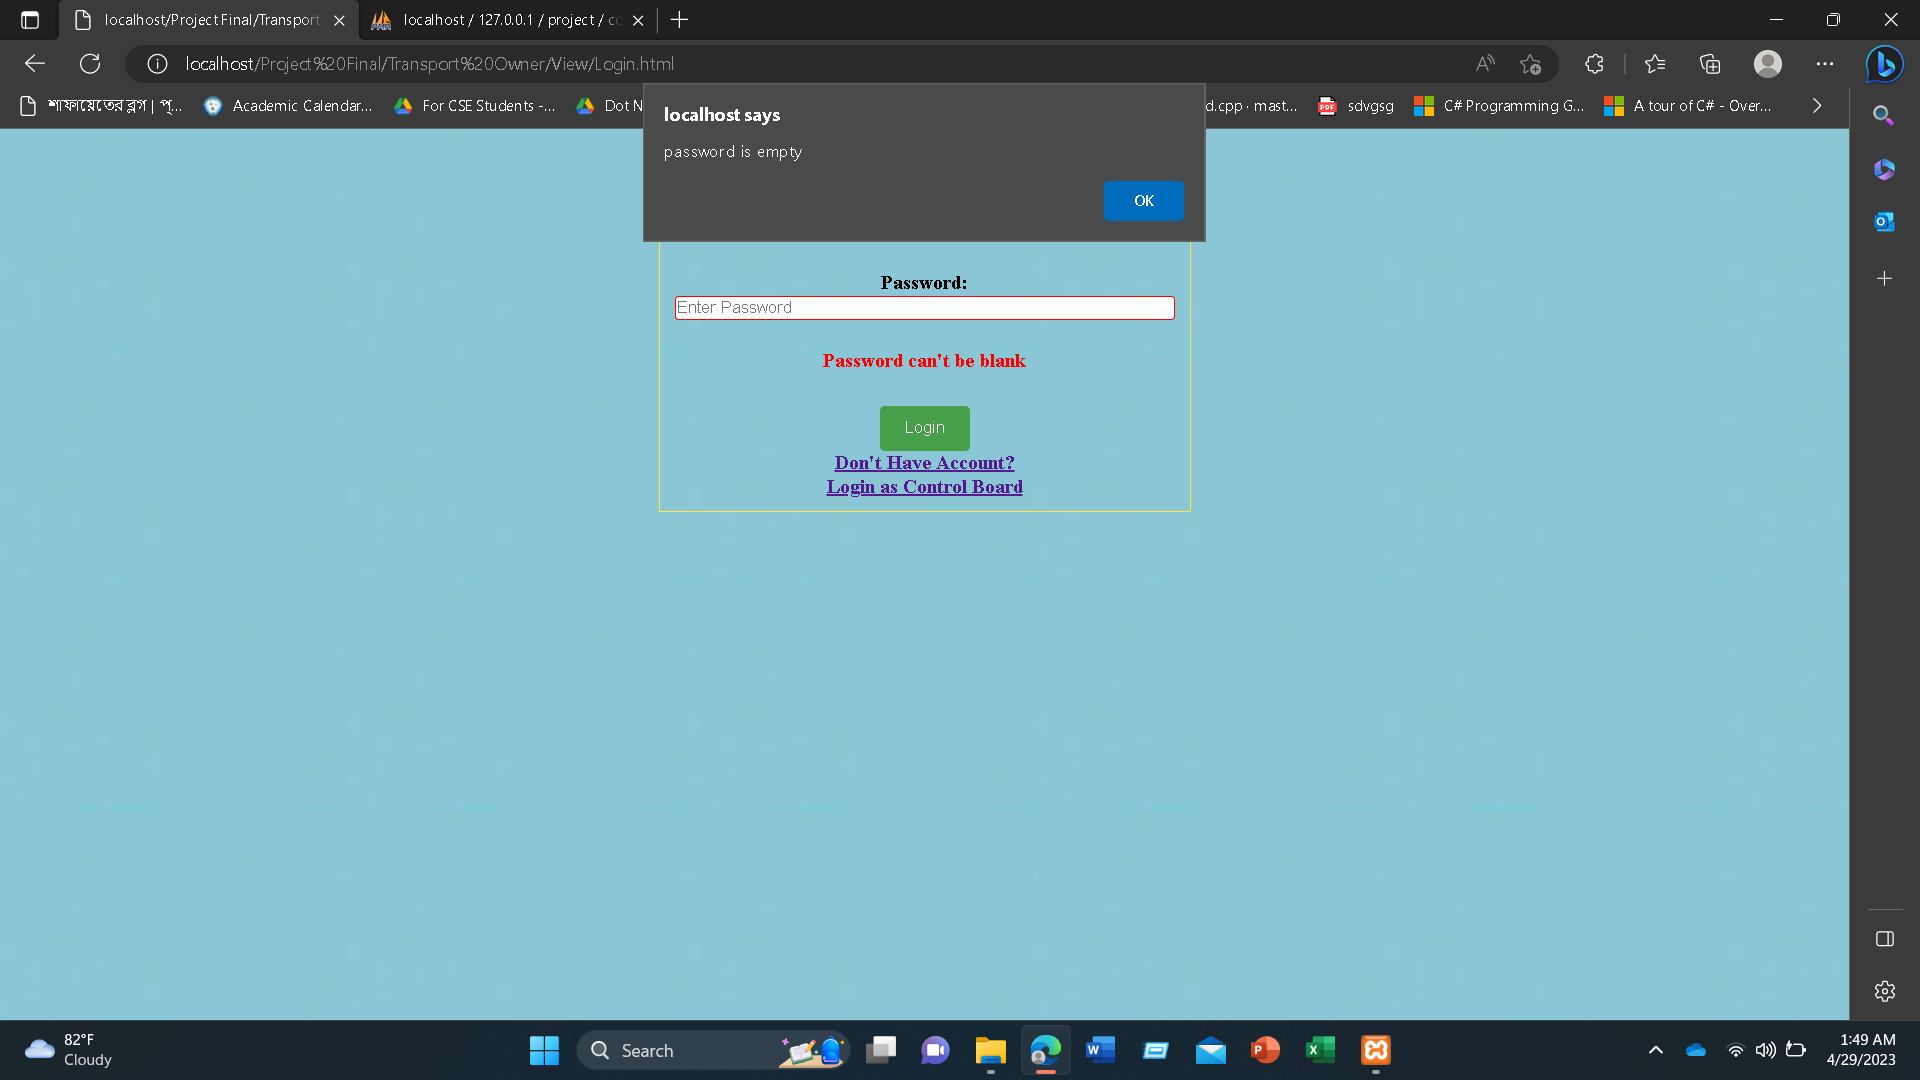 localhost/Project Final/Transport
localhost / 127.0.0.1 / project / co
localhost/Project%20Final/Transport%20Owner/View/Login.html
শাফায়েতের ব্লগ | প্...
Academic Calendar...
For CSE Students -...
Dot N
d.cpp · mast...
sdvgsg
C# Programming G...
A tour of C# - Over...
localhost says
password is empty
OK
Password:
Enter Password
Password can't be blank
Login
Don't Have Account?
Login as Control Board
82°F
Cloudy
Search
1:49 AM
4/29/2023